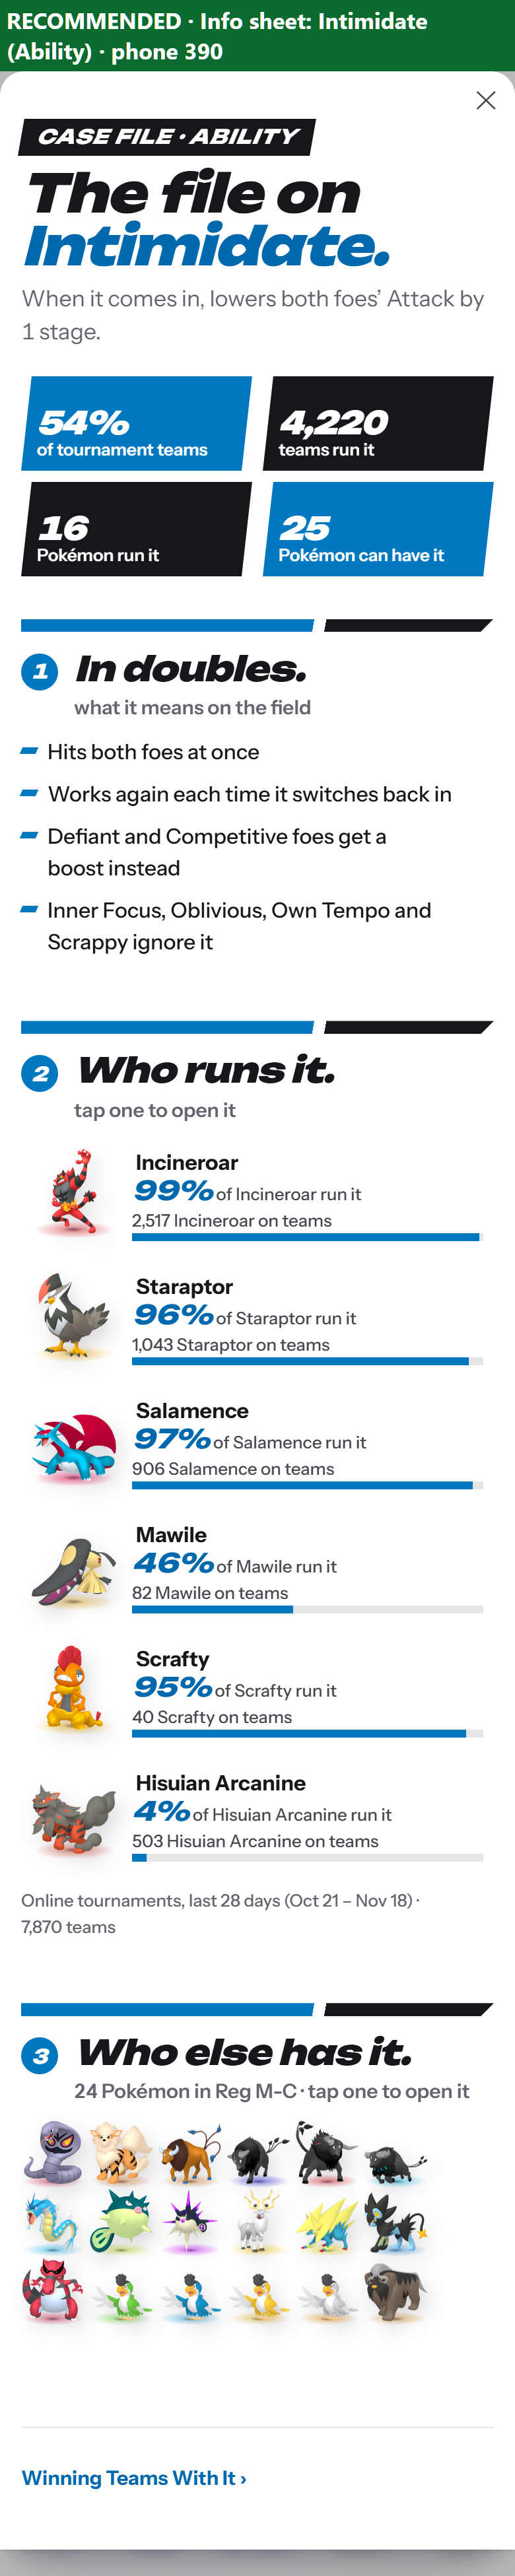 RECOMMENDED · Info sheet: Intimidate
(Ability) · phone 390
CASE FILE · ABILITY
The file on
Intimidate.
When it comes in, lowers both foes’ Attack by
1 stage.
54%
of tournament teams
4,220
teams run it
16
Pokémon run it
25
Pokémon can have it
1 In doubles.
what it means on the field
Hits both foes at once
Works again each time it switches back in
Defiant and Competitive foes get a
boost instead
Inner Focus, Oblivious, Own Tempo and
Scrappy ignore it
2 Who runs it.
tap one to open it
Incineroar
99% of Incineroar run it
2,517 Incineroar on teams
Staraptor
96% of Staraptor run it
1,043 Staraptor on teams
Salamence
97% of Salamence run it
906 Salamence on teams
Mawile
46% of Mawile run it
82 Mawile on teams
Scrafty
95% of Scrafty run it
40 Scrafty on teams
Hisuian Arcanine
4% of Hisuian Arcanine run it
503 Hisuian Arcanine on teams
Online tournaments, last 28 days (Oct 21 – Nov 18) ·
7,870 teams
3 Who else has it.
24 Pokémon in Reg M-C · tap one to open it
Winning Teams With It ›